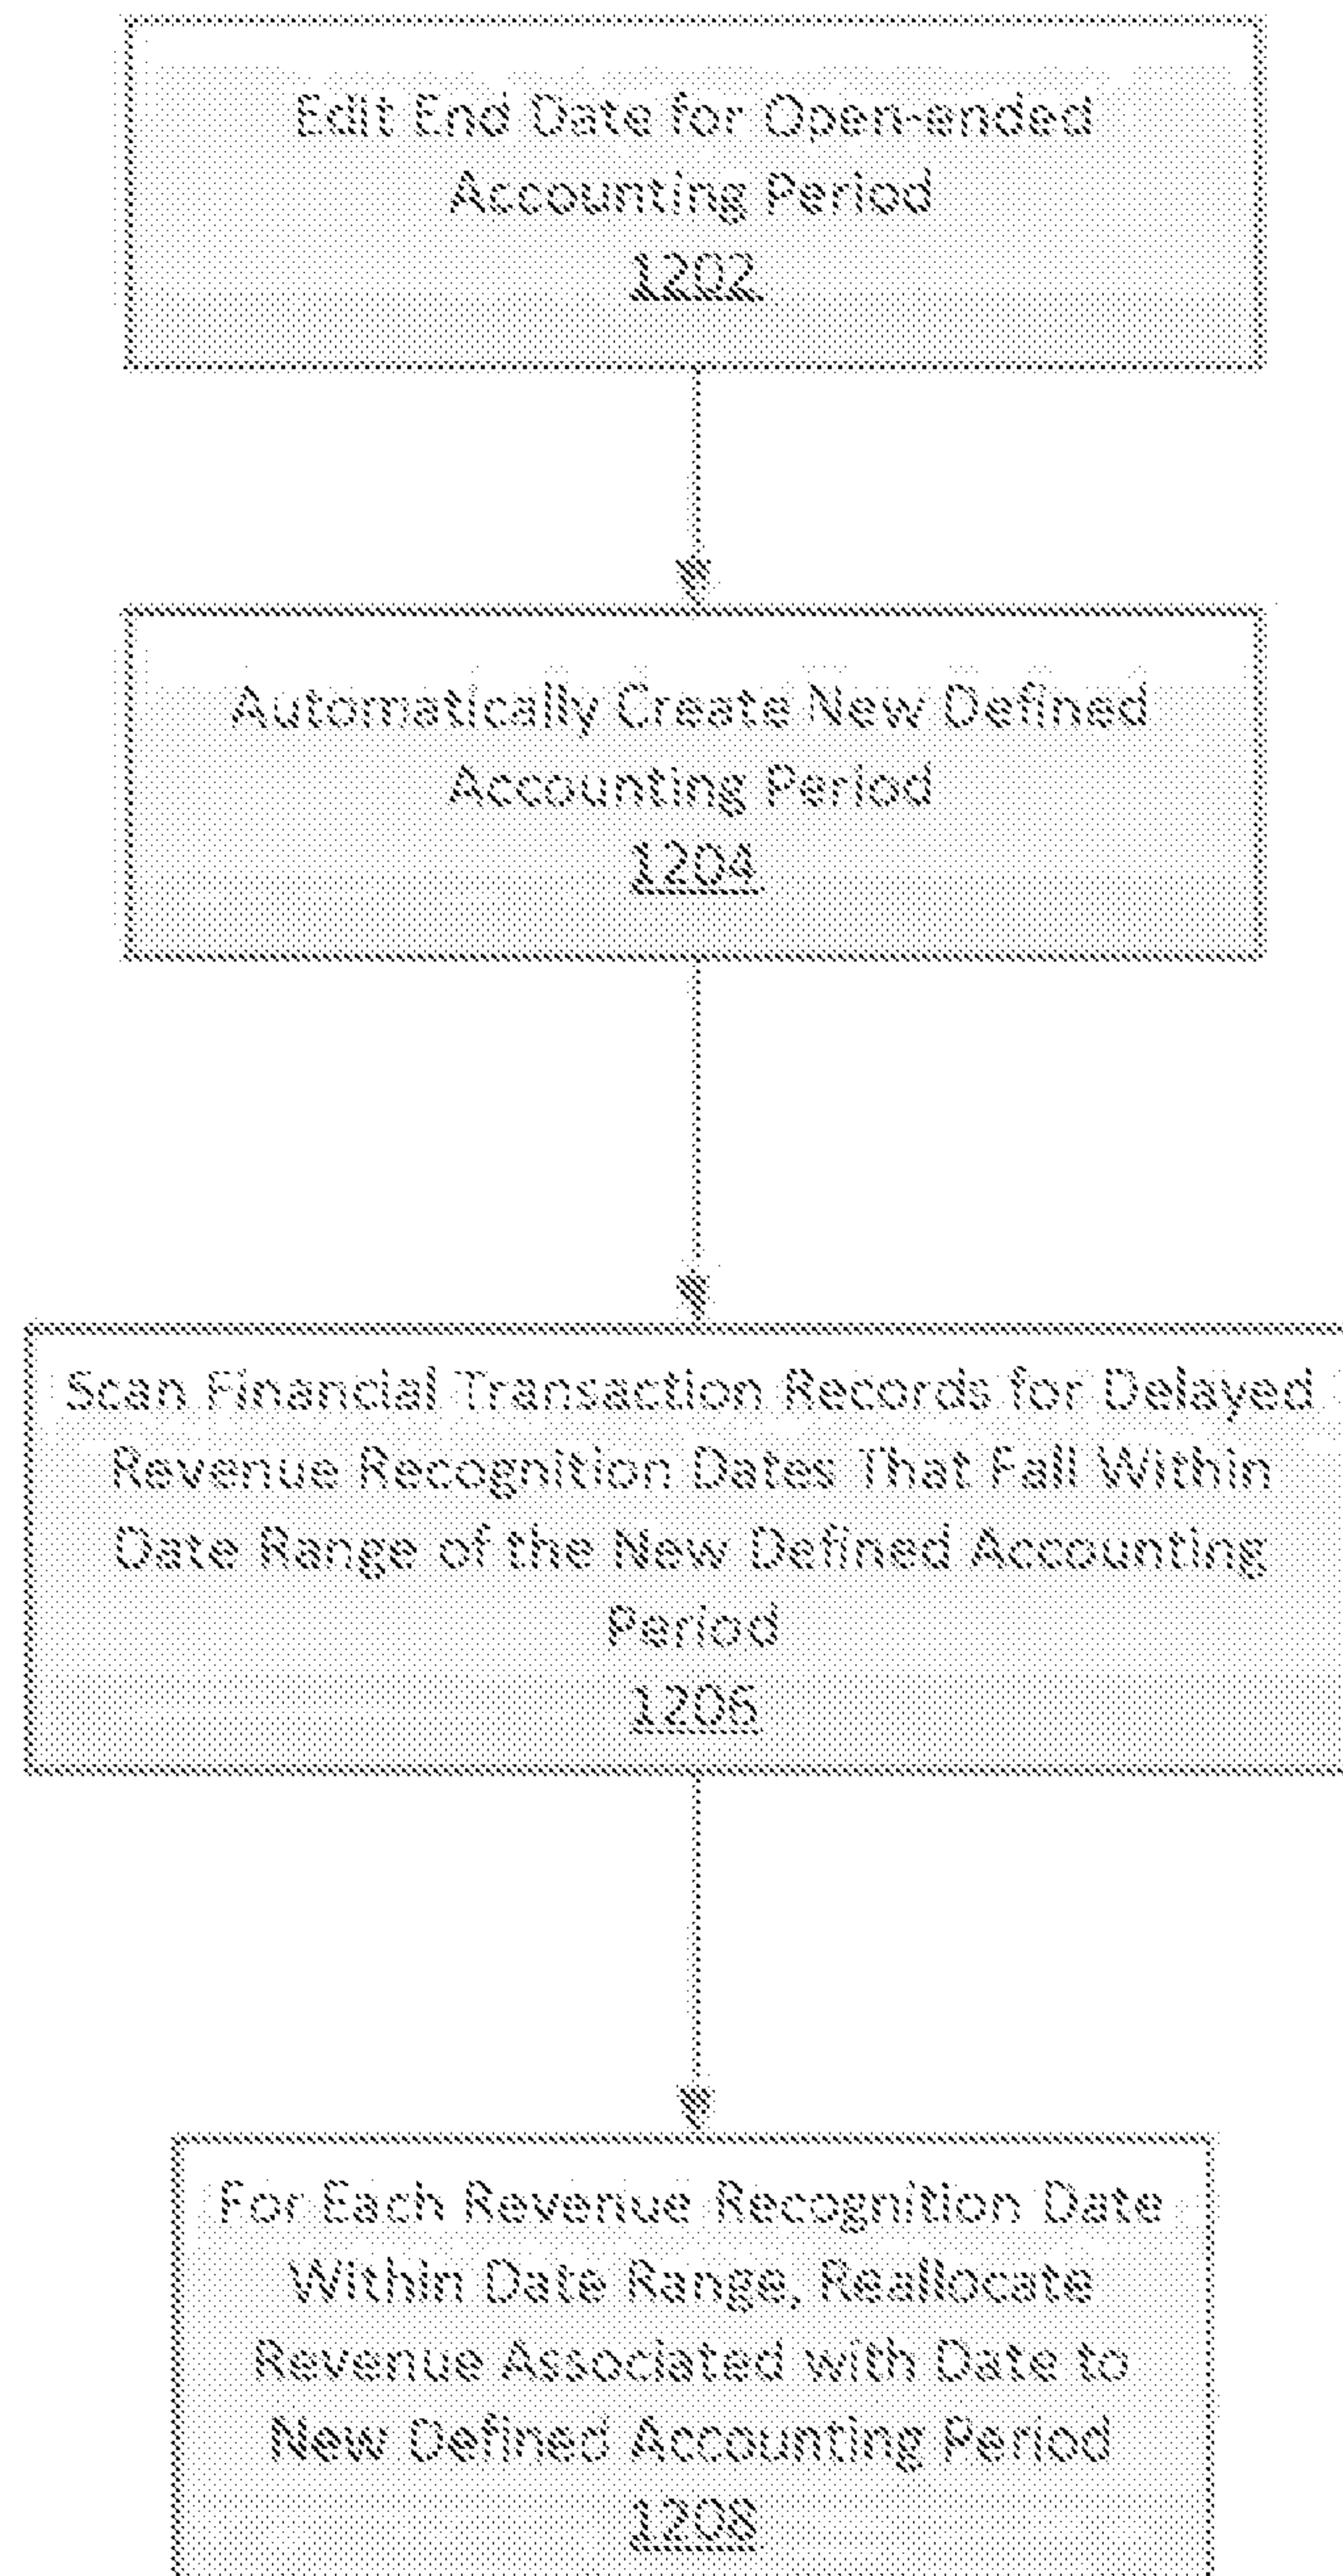 Edit End Date for Open-ended
Accounting Period
1202
Automatically Create New Defined
Accounting Period
1204
Scan Financial Transaction Records for Delayed
Revenue Recognition Dates That Fall Within
Date Range of the New Defined Accounting
Period
1206
For Each Revenue Recognition Date
Within Date Range, Reallocate
Revenue Associated with Date to
New Defined Accounting Period
1208